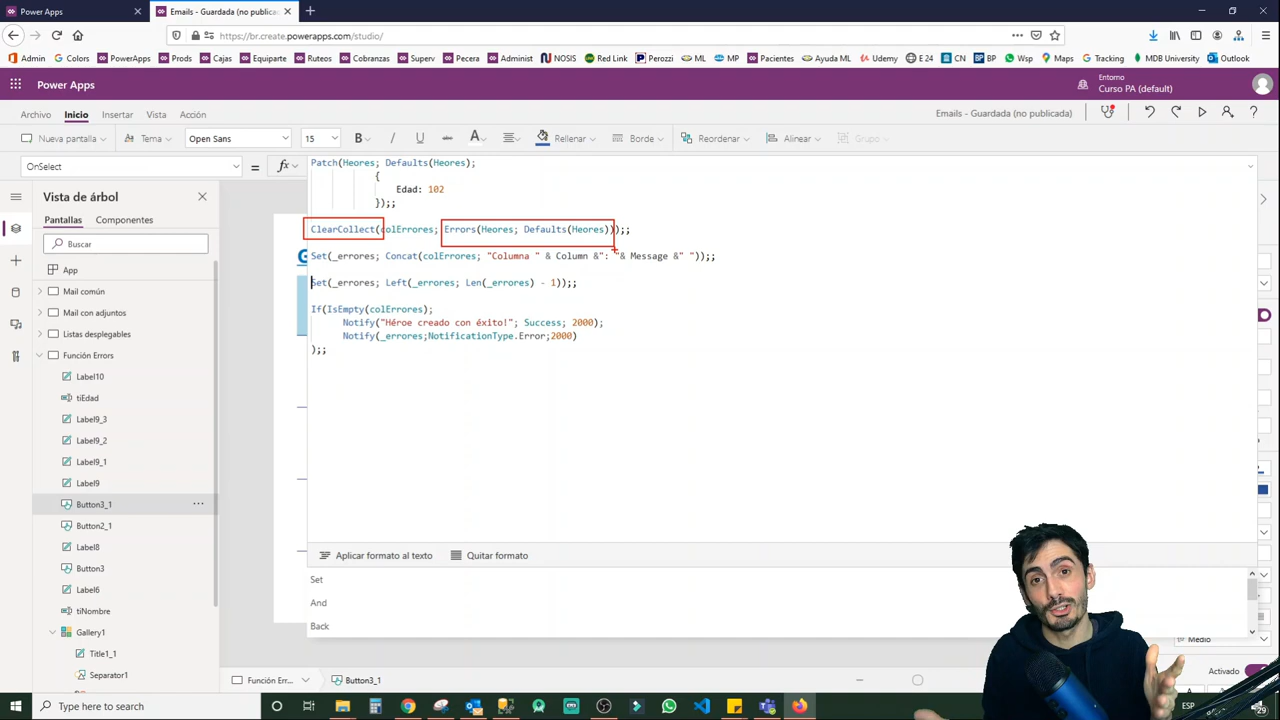 Power Apps
Emails - Guardada (no publicada)
https://br.create.powerapps.com/studio/
Admin Colors PowerApps Prods Cajas Equiparte Ruteos Cobranzas Superv Pecera Administ NOSIS Red Link Perozzi ML MP Pacientes Ayuda ML Udemy E 24 CN BP Wsp Maps Tracking MDB University Outlook
Power Apps
Entorno
Curso PA (default)
Archivo Inicio Insertar Vista Acción
Emails - Guardada (no publicada)
Nueva pantalla Tema Open Sans 15 B / U abc A Rellenar Borde Reordenar Alinear Grupo
OnSelect = fx
Patch(Heores; Defaults(Heores);
{
Edad: 102
});;
ClearCollect(colErrores; Errors(Heores; Defaults(Heores)));;
Set(_errores; Concat(colErrores; "Columna " & Column &": "& Message &" "));;
Set(_errores; Left(_errores; Len(_errores) - 1));;
If(IsEmpty(colErrores);
Notify("Héroe creado con éxito!"; Success; 2000);
Notify(_errores;NotificationType.Error;2000)
);;
Vista de árbol
Pantallas Componentes
Buscar
App
Mail común
Mail con adjuntos
Listas desplegables
Función Errors
Label10
tiEdad
Label9_3
Label9_2
Label9_1
Label9
Button3_1
Button2_1
Label8
Button3
Label6
tiNombre
Gallery1
Title1_1
Separator1
Aplicar formato al texto Quitar formato
Set
And
Back
Medio
Activado
Función Err... Button3_1
Type here to search
ESP
29